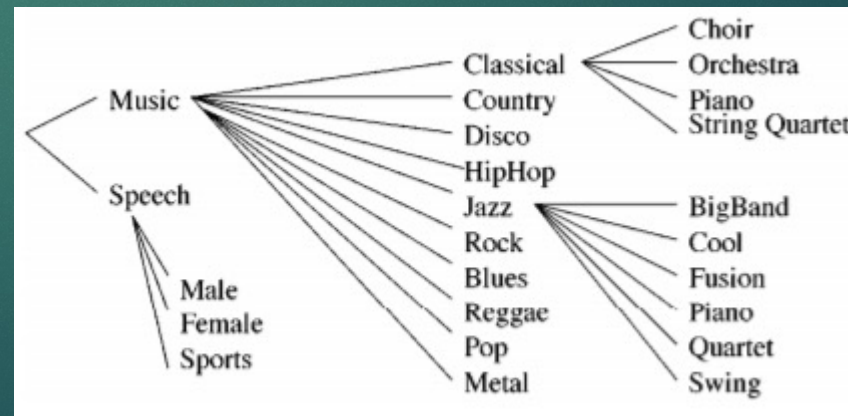 Music
Speech
Male
Female
Sports
Classical
Country
Disco
HipHop
Jazz
Rock
Blues
Reggae
Pop
Metal
Choir
Orchestra
Piano
String Quartet
BigBand
Cool
Fusion
Piano
Quartet
Swing